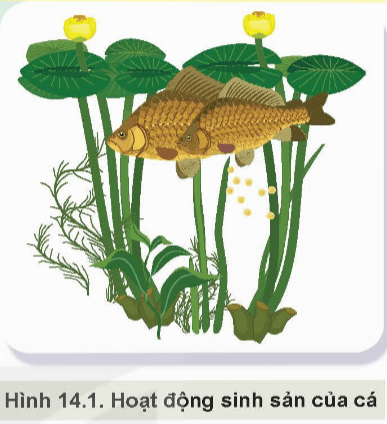 Hình 14.1. Hoạt động sinh sản của cá